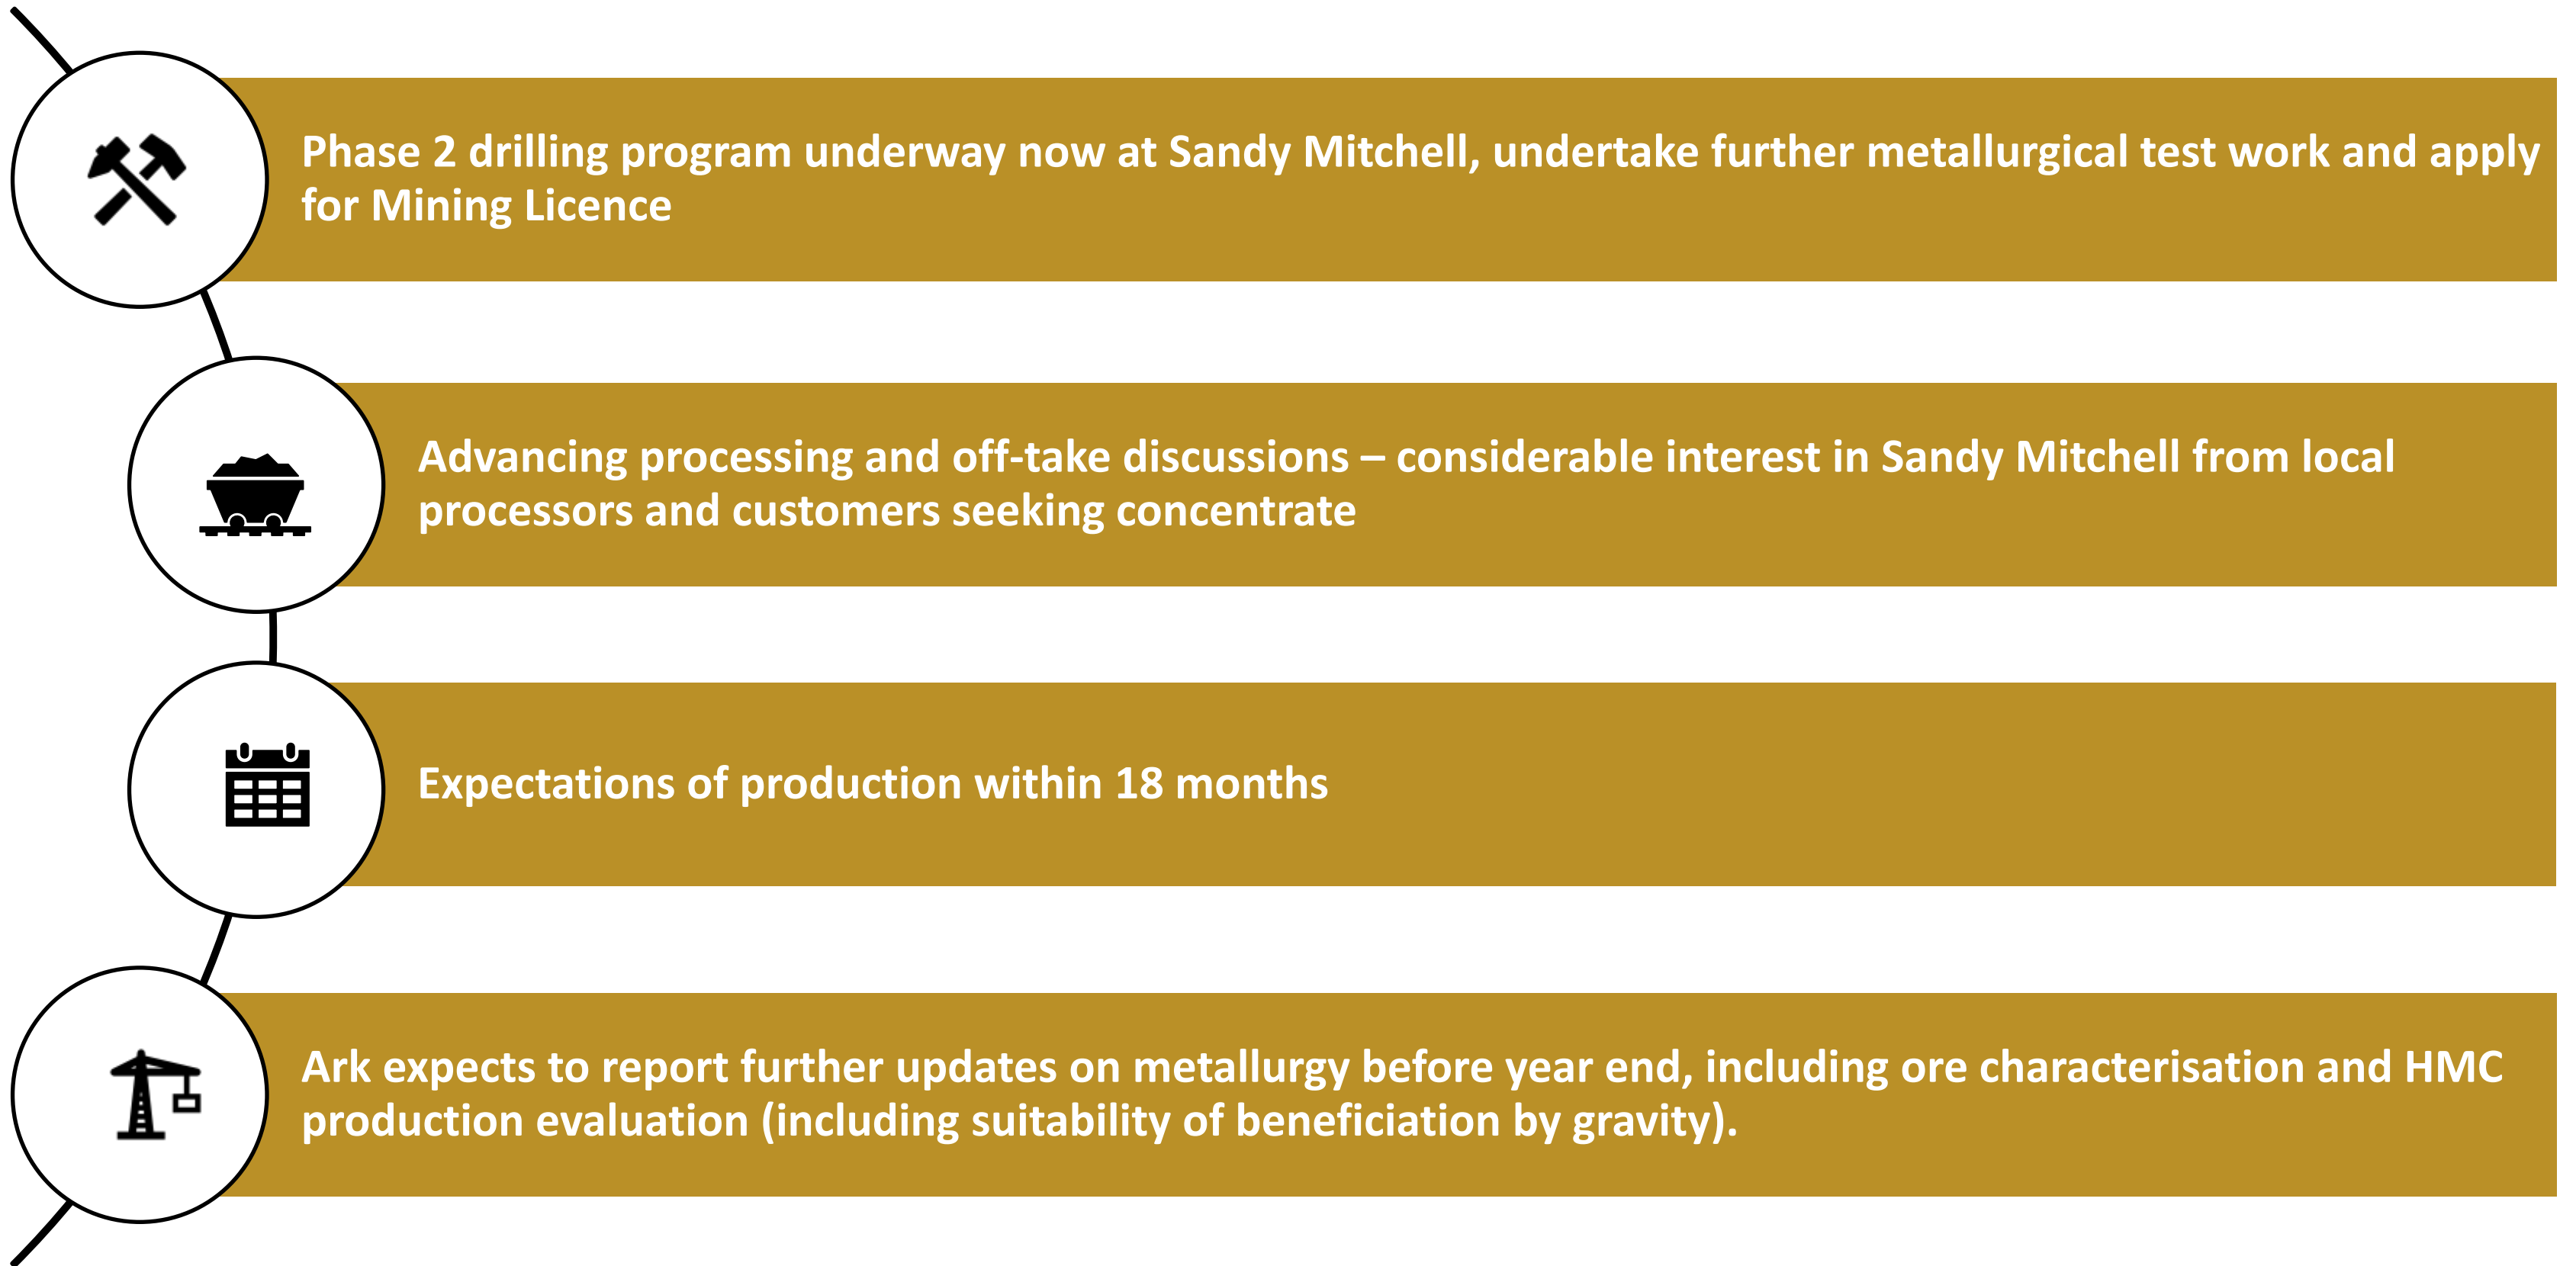 Phase 2 drilling program underway now at Sandy Mitchell, undertake further metallurgical test work and apply
for Mining Licence
Advancing processing and off-take discussions – considerable interest in Sandy Mitchell from local
processors and customers seeking concentrate
Expectations of production within 18 months
Ark expects to report further updates on metallurgy before year end, including ore characterisation and HMC
production evaluation (including suitability of beneficiation by gravity).